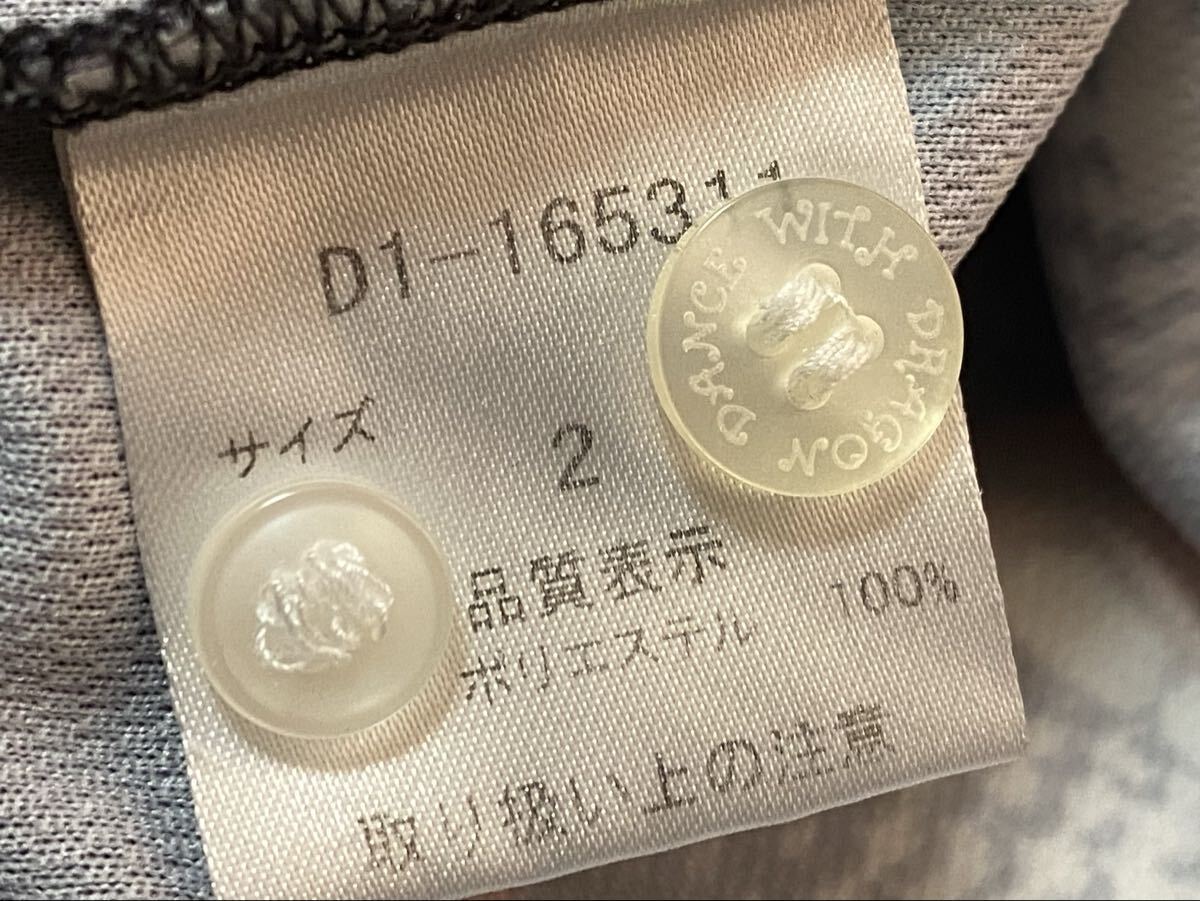 D1-165311
DANCE WITH DRAGON
サイズ 2
品質表示
ポリエステル 100%
取り扱い上の注意